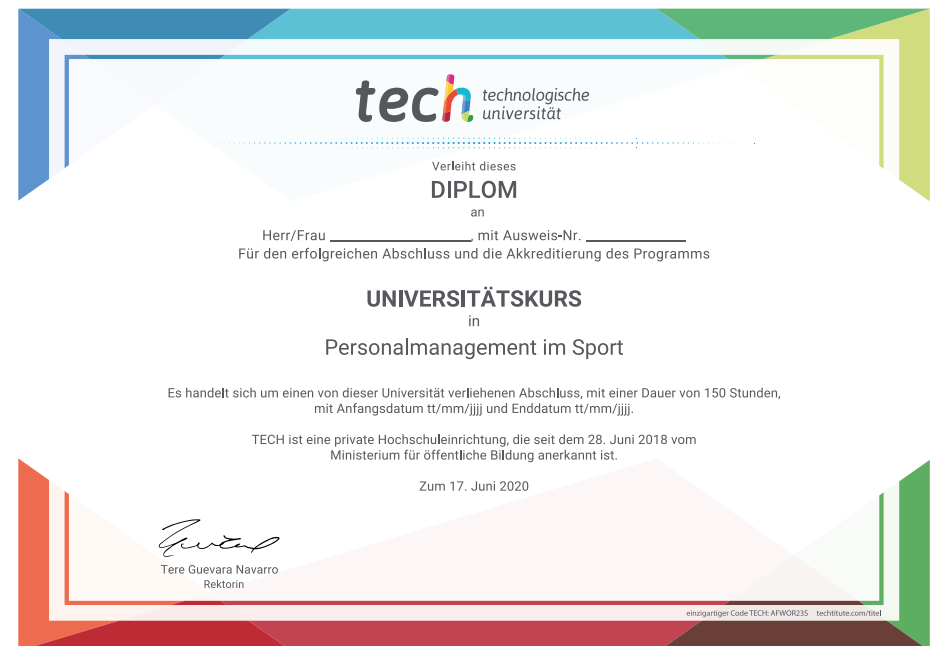 tech technologische
universität
Verleiht dieses
DIPLOM
an
Herr/Frau ____________________, mit Ausweis-Nr. ______________
Für den erfolgreichen Abschluss und die Akkreditierung des Programms
UNIVERSITÄTSKURS
in
Personalmanagement im Sport
Es handelt sich um einen von dieser Universität verliehenen Abschluss, mit einer Dauer von 150 Stunden,
mit Anfangsdatum tt/mm/jjjj und Enddatum tt/mm/jjjj.
TECH ist eine private Hochschuleinrichtung, die seit dem 28. Juni 2018 vom
Ministerium für öffentliche Bildung anerkannt ist.
Zum 17. Juni 2020
Tere Guevara Navarro
Rektorin
einzigartiger Code TECH: AFWOR23S techtitute.com/titel